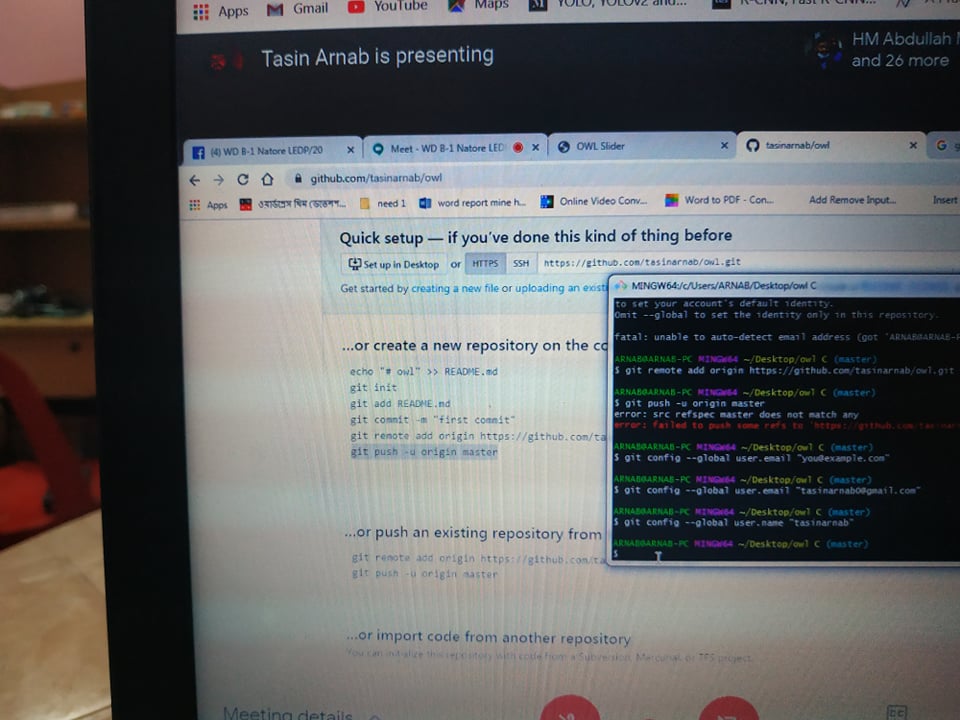 Apps Gmail YouTube Maps YOLO, YOLOv2 and...
Tasin Arnab is presenting
HM Abdullah
and 26 more
(4) WD B-1 Natore LEDP/20
Meet - WD B-1 Natore LED
OWL Slider
tasinarnab/owl
github.com/tasinarnab/owl
Apps
need 1
word report mine h...
Online Video Conv...
Word to PDF - Con...
Add Remove Input...
Insert
Quick setup — if you've done this kind of thing before
Set up in Desktop or HTTPS SSH https://github.com/tasinarnab/owl.git
Get started by creating a new file or uploading an exist
...or create a new repository on the co
echo "# owl" >> README.md
git init
git add README.md
git commit -m "first commit"
git remote add origin https://github.com/ta
git push -u origin master
...or push an existing repository from
git remote add origin https://github.com/ta
git push -u origin master
...or import code from another repository
You can initialize this repository with code from a Subversion, Mercurial, or TFS project.
MINGW64:/c/Users/ARNAB/Desktop/owl C
to set your account's default identity.
Omit --global to set the identity only in this repository.
fatal: unable to auto-detect email address (got 'ARNAB@ARNAB-P
ARNAB@ARNAB-PC MINGW64 ~/Desktop/owl C (master)
$ git remote add origin https://github.com/tasinarnab/owl.git
ARNAB@ARNAB-PC MINGW64 ~/Desktop/owl C (master)
$ git push -u origin master
error: src refspec master does not match any
error: failed to push some refs to 'https://github.com/tasinar
ARNAB@ARNAB-PC MINGW64 ~/Desktop/owl C (master)
$ git config --global user.email "you@example.com"
ARNAB@ARNAB-PC MINGW64 ~/Desktop/owl C (master)
$ git config --global user.email "tasinarnab0@gmail.com"
ARNAB@ARNAB-PC MINGW64 ~/Desktop/owl C (master)
$ git config --global user.name "tasinarnab"
ARNAB@ARNAB-PC MINGW64 ~/Desktop/owl C (master)
$
Meeting details
CC